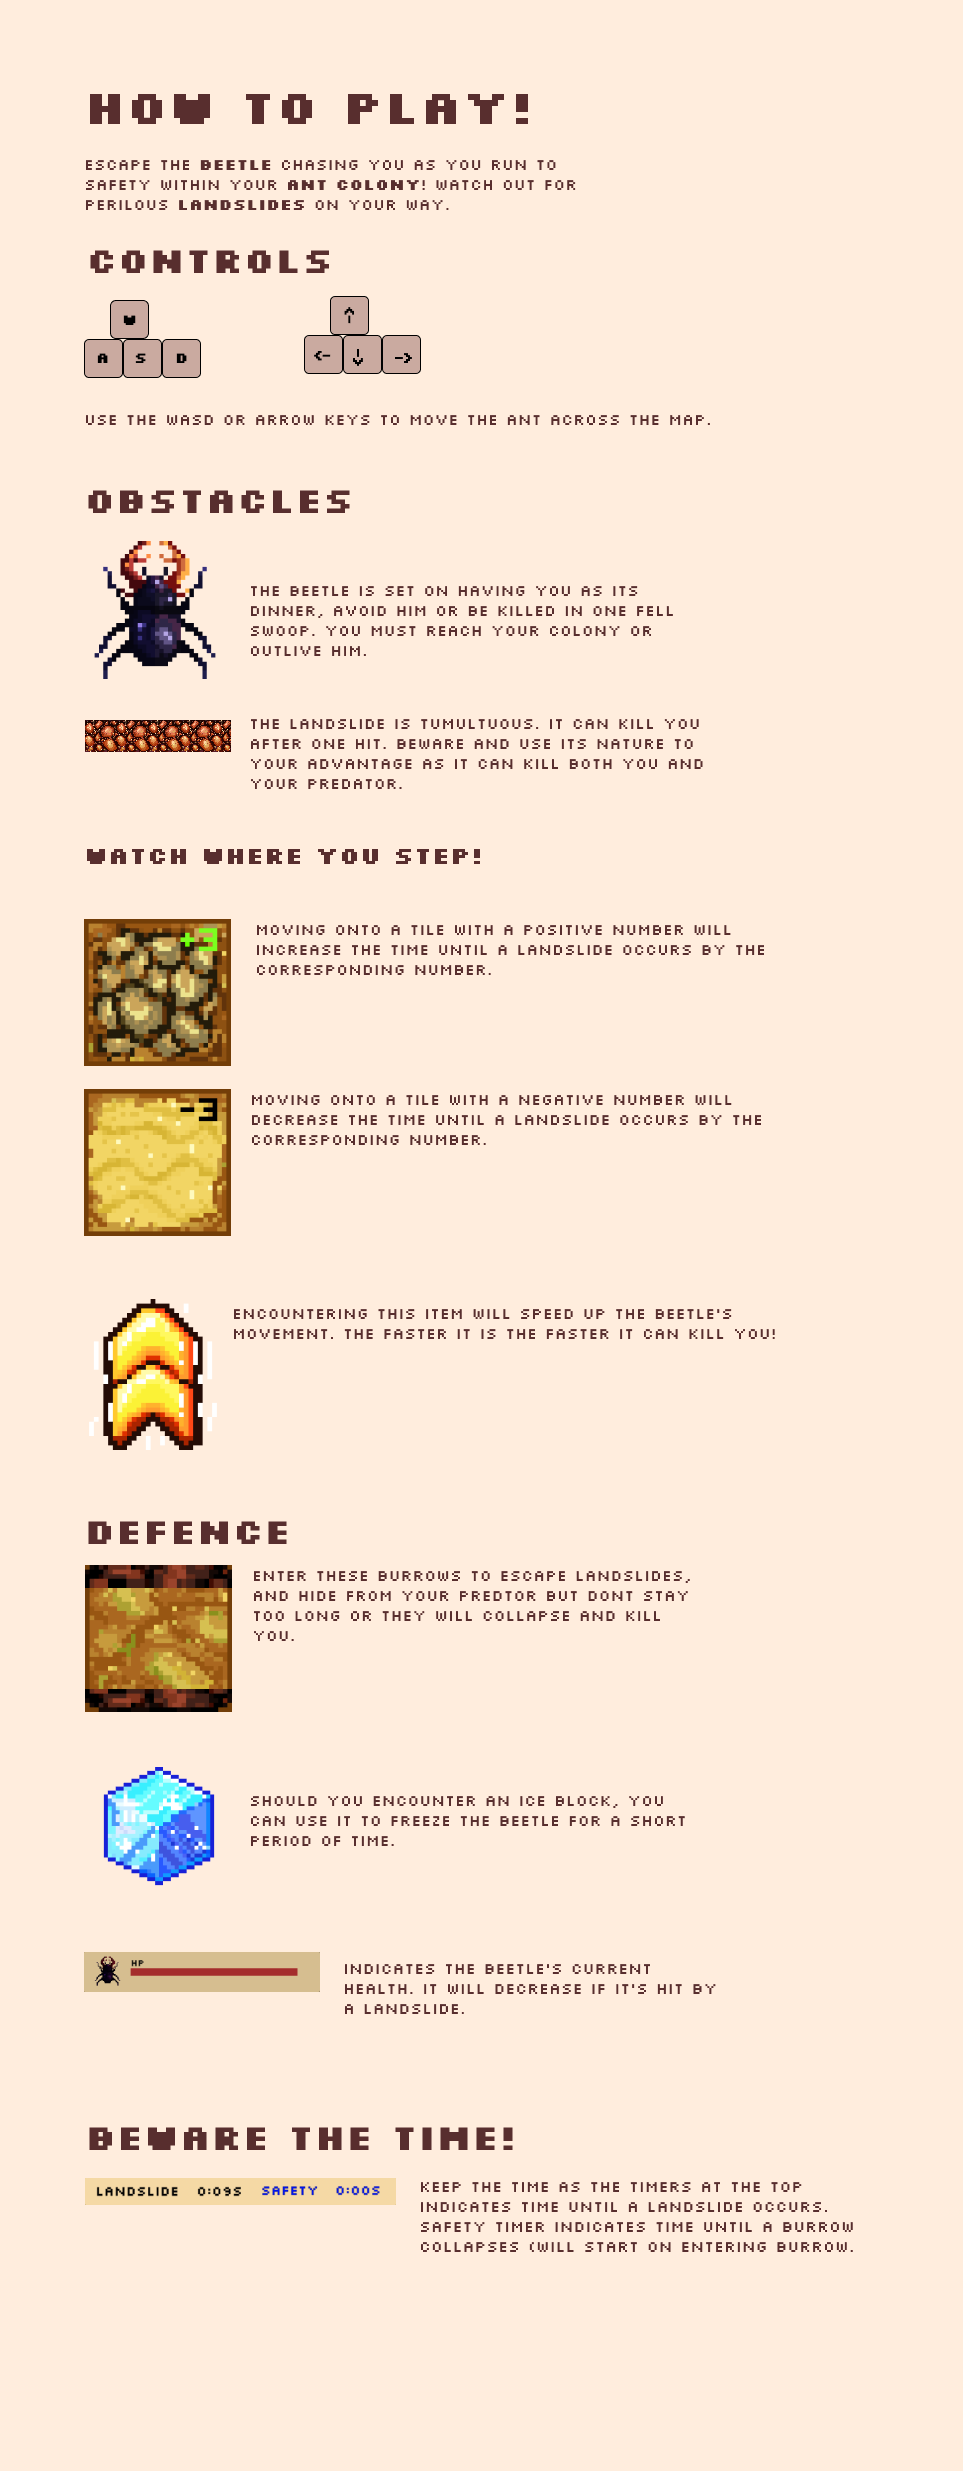 HOW TO PLAY!
ESCAPE THE BEETLE CHASING YOU AS YOU RUN TO
SAFETY WITHIN YOUR ANT COLONY! WATCH OUT FOR
PERILOUS LANDSLIDES ON YOUR WAY.
CONTROLS
W
A S D
↑
<- ↓ ->
USE THE WASD OR ARROW KEYS TO MOVE THE ANT ACROSS THE MAP.
OBSTACLES
THE BEETLE IS SET ON HAVING YOU AS ITS
DINNER, AVOID HIM OR BE KILLED IN ONE FELL
SWOOP. YOU MUST REACH YOUR COLONY OR
OUTLIVE HIM.
THE LANDSLIDE IS TUMULTUOUS. IT CAN KILL YOU
AFTER ONE HIT. BEWARE AND USE ITS NATURE TO
YOUR ADVANTAGE AS IT CAN KILL BOTH YOU AND
YOUR PREDATOR.
WATCH WHERE YOU STEP!
+3
MOVING ONTO A TILE WITH A POSITIVE NUMBER WILL
INCREASE THE TIME UNTIL A LANDSLIDE OCCURS BY THE
CORRESPONDING NUMBER.
-3
MOVING ONTO A TILE WITH A NEGATIVE NUMBER WILL
DECREASE THE TIME UNTIL A LANDSLIDE OCCURS BY THE
CORRESPONDING NUMBER.
ENCOUNTERING THIS ITEM WILL SPEED UP THE BEETLE'S
MOVEMENT. THE FASTER IT IS THE FASTER IT CAN KILL YOU!
DEFENCE
ENTER THESE BURROWS TO ESCAPE LANDSLIDES,
AND HIDE FROM YOUR PREDTOR BUT DONT STAY
TOO LONG OR THEY WILL COLLAPSE AND KILL
YOU.
SHOULD YOU ENCOUNTER AN ICE BLOCK, YOU
CAN USE IT TO FREEZE THE BEETLE FOR A SHORT
PERIOD OF TIME.
HP
INDICATES THE BEETLE'S CURRENT
HEALTH. IT WILL DECREASE IF IT'S HIT BY
A LANDSLIDE.
BEWARE THE TIME!
LANDSLIDE 0:09S SAFETY 0:00S
KEEP THE TIME AS THE TIMERS AT THE TOP
INDICATES TIME UNTIL A LANDSLIDE OCCURS.
SAFETY TIMER INDICATES TIME UNTIL A BURROW
COLLAPSES (WILL START ON ENTERING BURROW.